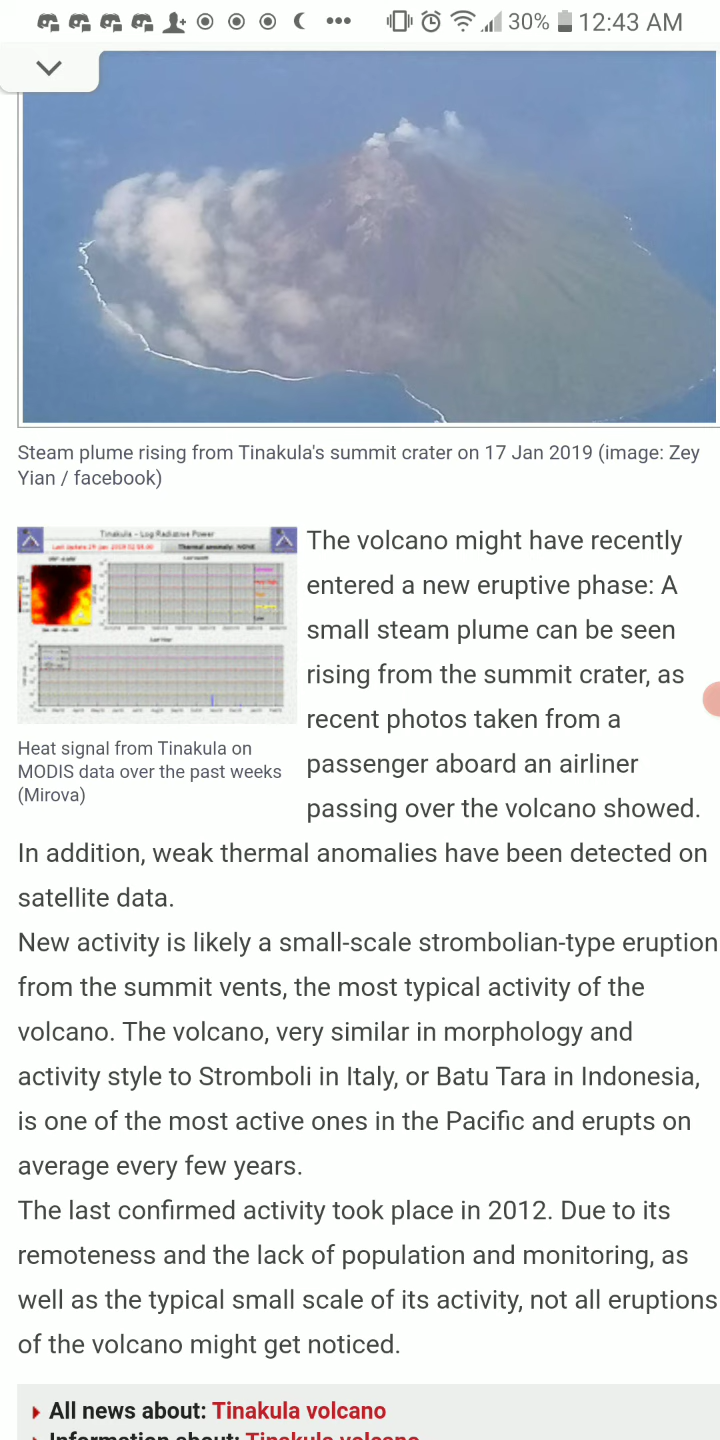 30% 12:43 AM
Steam plume rising from Tinakula's summit crater on 17 Jan 2019 (image: Zey
Yian / facebook)
Tinakula - Log Radiative Power
Thermal anomaly: NONE
The volcano might have recently
entered a new eruptive phase: A
small steam plume can be seen
rising from the summit crater, as
recent photos taken from a
passenger aboard an airliner
passing over the volcano showed.
Heat signal from Tinakula on
MODIS data over the past weeks
(Mirova)
In addition, weak thermal anomalies have been detected on
satellite data.
New activity is likely a small-scale strombolian-type eruption
from the summit vents, the most typical activity of the
volcano. The volcano, very similar in morphology and
activity style to Stromboli in Italy, or Batu Tara in Indonesia,
is one of the most active ones in the Pacific and erupts on
average every few years.
The last confirmed activity took place in 2012. Due to its
remoteness and the lack of population and monitoring, as
well as the typical small scale of its activity, not all eruptions
of the volcano might get noticed.
All news about: Tinakula volcano
Information about: Tinakula volcano